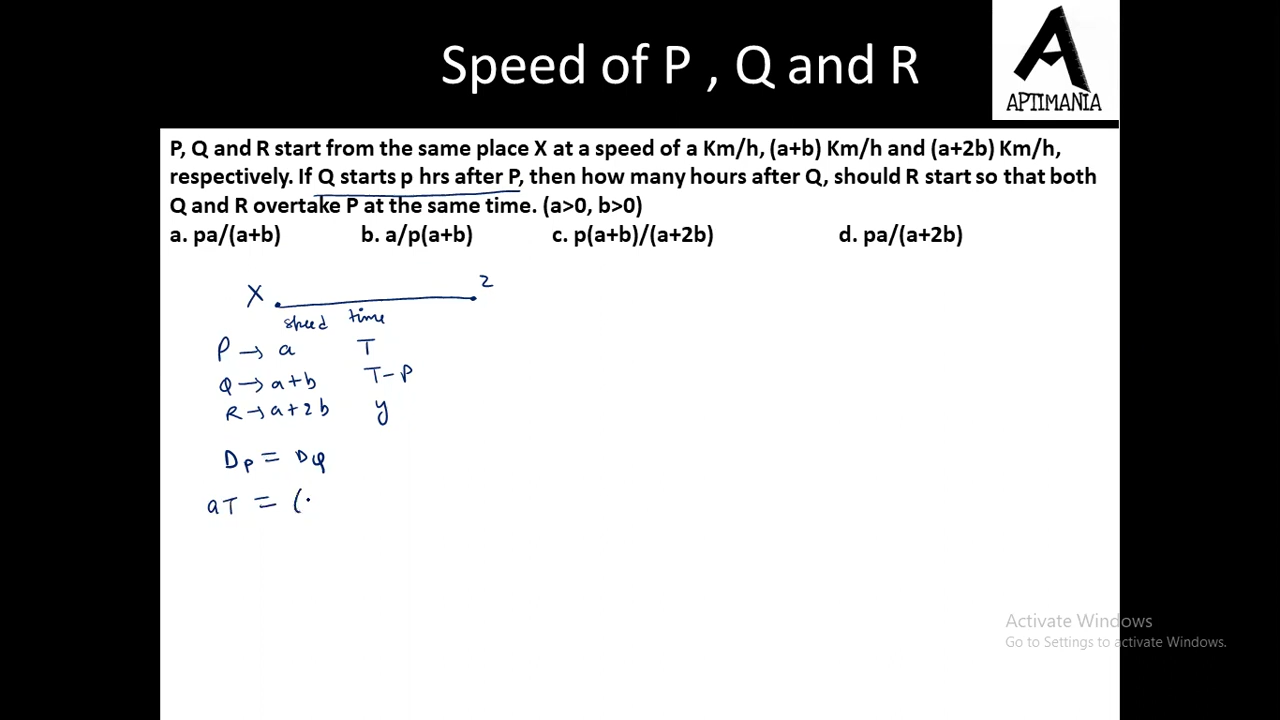 Speed of P , Q and R
APTIMANIA
P, Q and R start from the same place X at a speed of a Km/h, (a+b) Km/h and (a+2b) Km/h,
respectively. If Q starts p hrs after P, then how many hours after Q, should R start so that both
Q and R overtake P at the same time. (a>0, b>0)
a. pa/(a+b) b. a/p(a+b) c. p(a+b)/(a+2b) d. pa/(a+2b)
X 2
speed time
P → a T
Q → a+b T-P
R → a+2b y
Dp = DQ
aT = (
Activate Windows
Go to Settings to activate Windows.